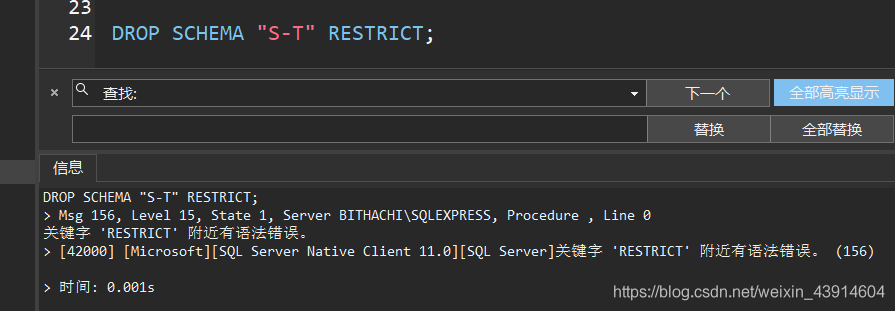 23
24 DROP SCHEMA "S-T" RESTRICT;
× 查找: 下一个 全部高亮显示
替换 全部替换
信息
DROP SCHEMA "S-T" RESTRICT;
> Msg 156, Level 15, State 1, Server BITHACHI\SQLEXPRESS, Procedure , Line 0
关键字 'RESTRICT' 附近有语法错误。
> [42000] [Microsoft][SQL Server Native Client 11.0][SQL Server]关键字 'RESTRICT' 附近有语法错误。 (156)
> 时间: 0.001s
https://blog.csdn.net/weixin_43914604